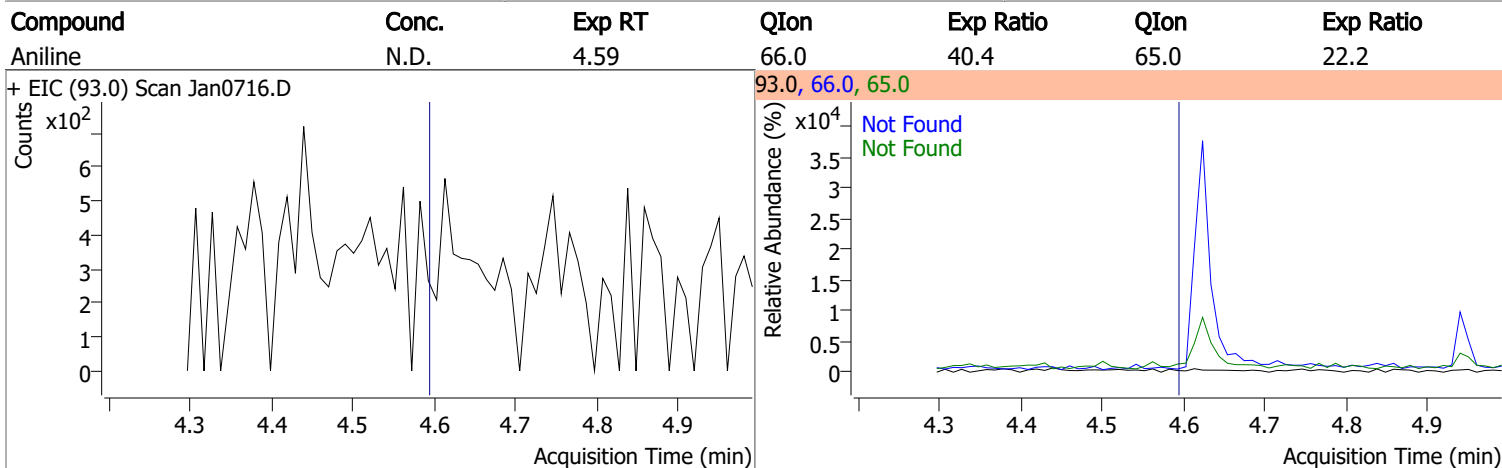 Compound Conc. Exp RT QIon Exp Ratio QIon Exp Ratio
Aniline N.D. 4.59 66.0 40.4 65.0 22.2
+ EIC (93.0) Scan Jan0716.D
Counts
x10²
6
5
4
3
2
1
0
4.3 4.4 4.5 4.6 4.7 4.8 4.9
Acquisition Time (min)
93.0, 66.0, 65.0
Relative Abundance (%)
x10⁴
Not Found
Not Found
3.5
3
2.5
2
1.5
1
0.5
0
4.3 4.4 4.5 4.6 4.7 4.8 4.9
Acquisition Time (min)